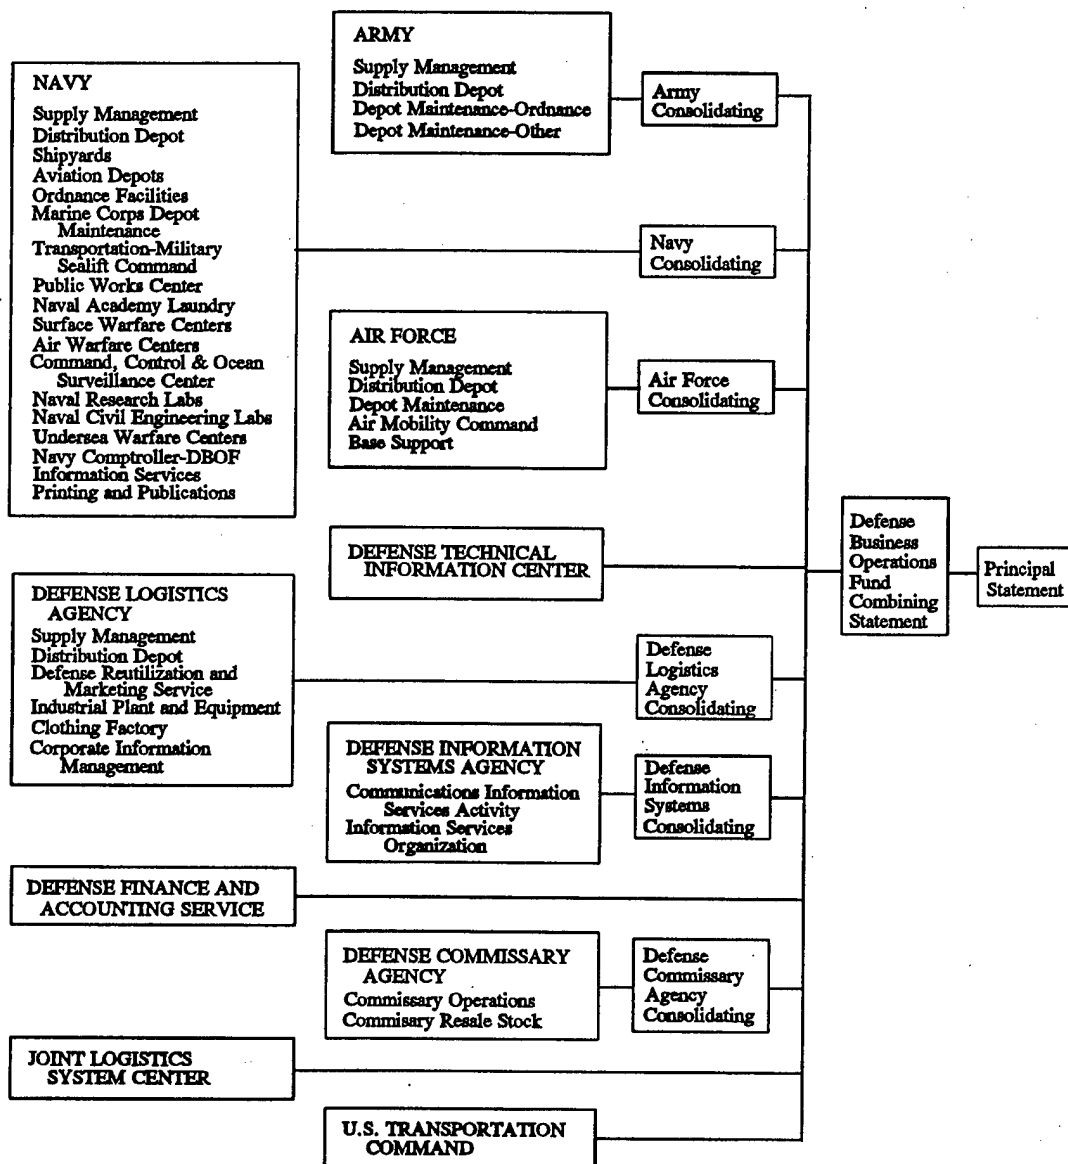 ARMY
Supply Management
Distribution Depot
Depot Maintenance-Ordnance
Depot Maintenance-Other
Army
Consolidating
NAVY
Supply Management
Distribution Depot
Shipyards
Aviation Depots
Ordnance Facilities
Marine Corps Depot
Maintenance
Transportation-Military
Sealift Command
Public Works Center
Naval Academy Laundry
Surface Warfare Centers
Air Warfare Centers
Command, Control & Ocean
Surveillance Center
Naval Research Labs
Naval Civil Engineering Labs
Undersea Warfare Centers
Navy Comptroller-DBOF
Information Services
Printing and Publications
Navy
Consolidating
AIR FORCE
Supply Management
Distribution Depot
Depot Maintenance
Air Mobility Command
Base Support
Air Force
Consolidating
DEFENSE TECHNICAL
INFORMATION CENTER
Defense
Business
Operations
Fund
Combining
Statement
Principal
Statement
DEFENSE LOGISTICS
AGENCY
Supply Management
Distribution Depot
Defense Reutilization and
Marketing Service
Industrial Plant and Equipment
Clothing Factory
Corporate Information
Management
Defense
Logistics
Agency
Consolidating
DEFENSE INFORMATION
SYSTEMS AGENCY
Communications Information
Services Activity
Information Services
Organization
Defense
Information
Systems
Consolidating
DEFENSE FINANCE AND
ACCOUNTING SERVICE
DEFENSE COMMISSARY
AGENCY
Commissary Operations
Commisary Resale Stock
Defense
Commissary
Agency
Consolidating
JOINT LOGISTICS
SYSTEM CENTER
U.S. TRANSPORTATION
COMMAND